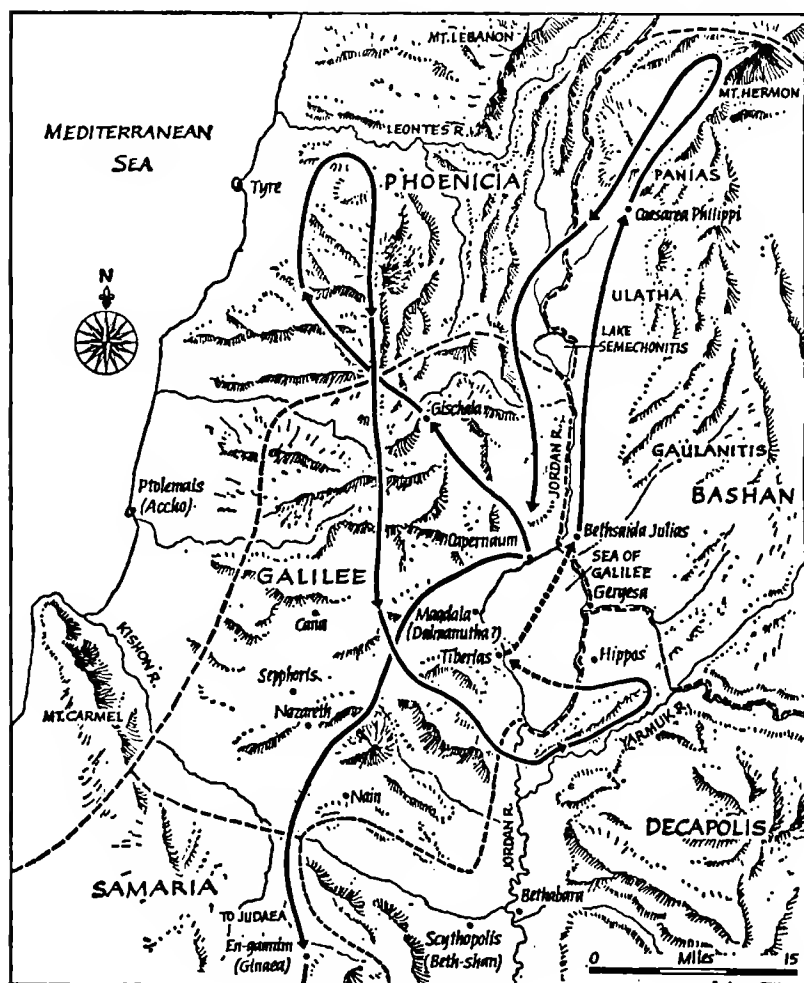 MT. LEBANON
MT. HERMON
MEDITERRANEAN
SEA
LEONTES R.
Tyre
PHOENICIA
PANIAS
Caesarea Philippi
N
ULATHA
LAKE
SEMECHONITIS
Gischala
JORDAN R.
GAULANITIS
BASHAN
Ptolemais
(Accho)
Capernaum
Bethsaida Julias
SEA OF
GALILEE
Gergesa
GALILEE
Cana
Magdala
(Dalmanutha?)
KISHON R.
Tiberias
Hippos
Sepphoris
Nazareth
MT. CARMEL
YARMUK R.
Nain
JORDAN R.
DECAPOLIS
SAMARIA
Bethabara
TO JUDAEA
En-gannim
(Ginaea)
Scythopolis
(Beth-shan)
0 Miles 15